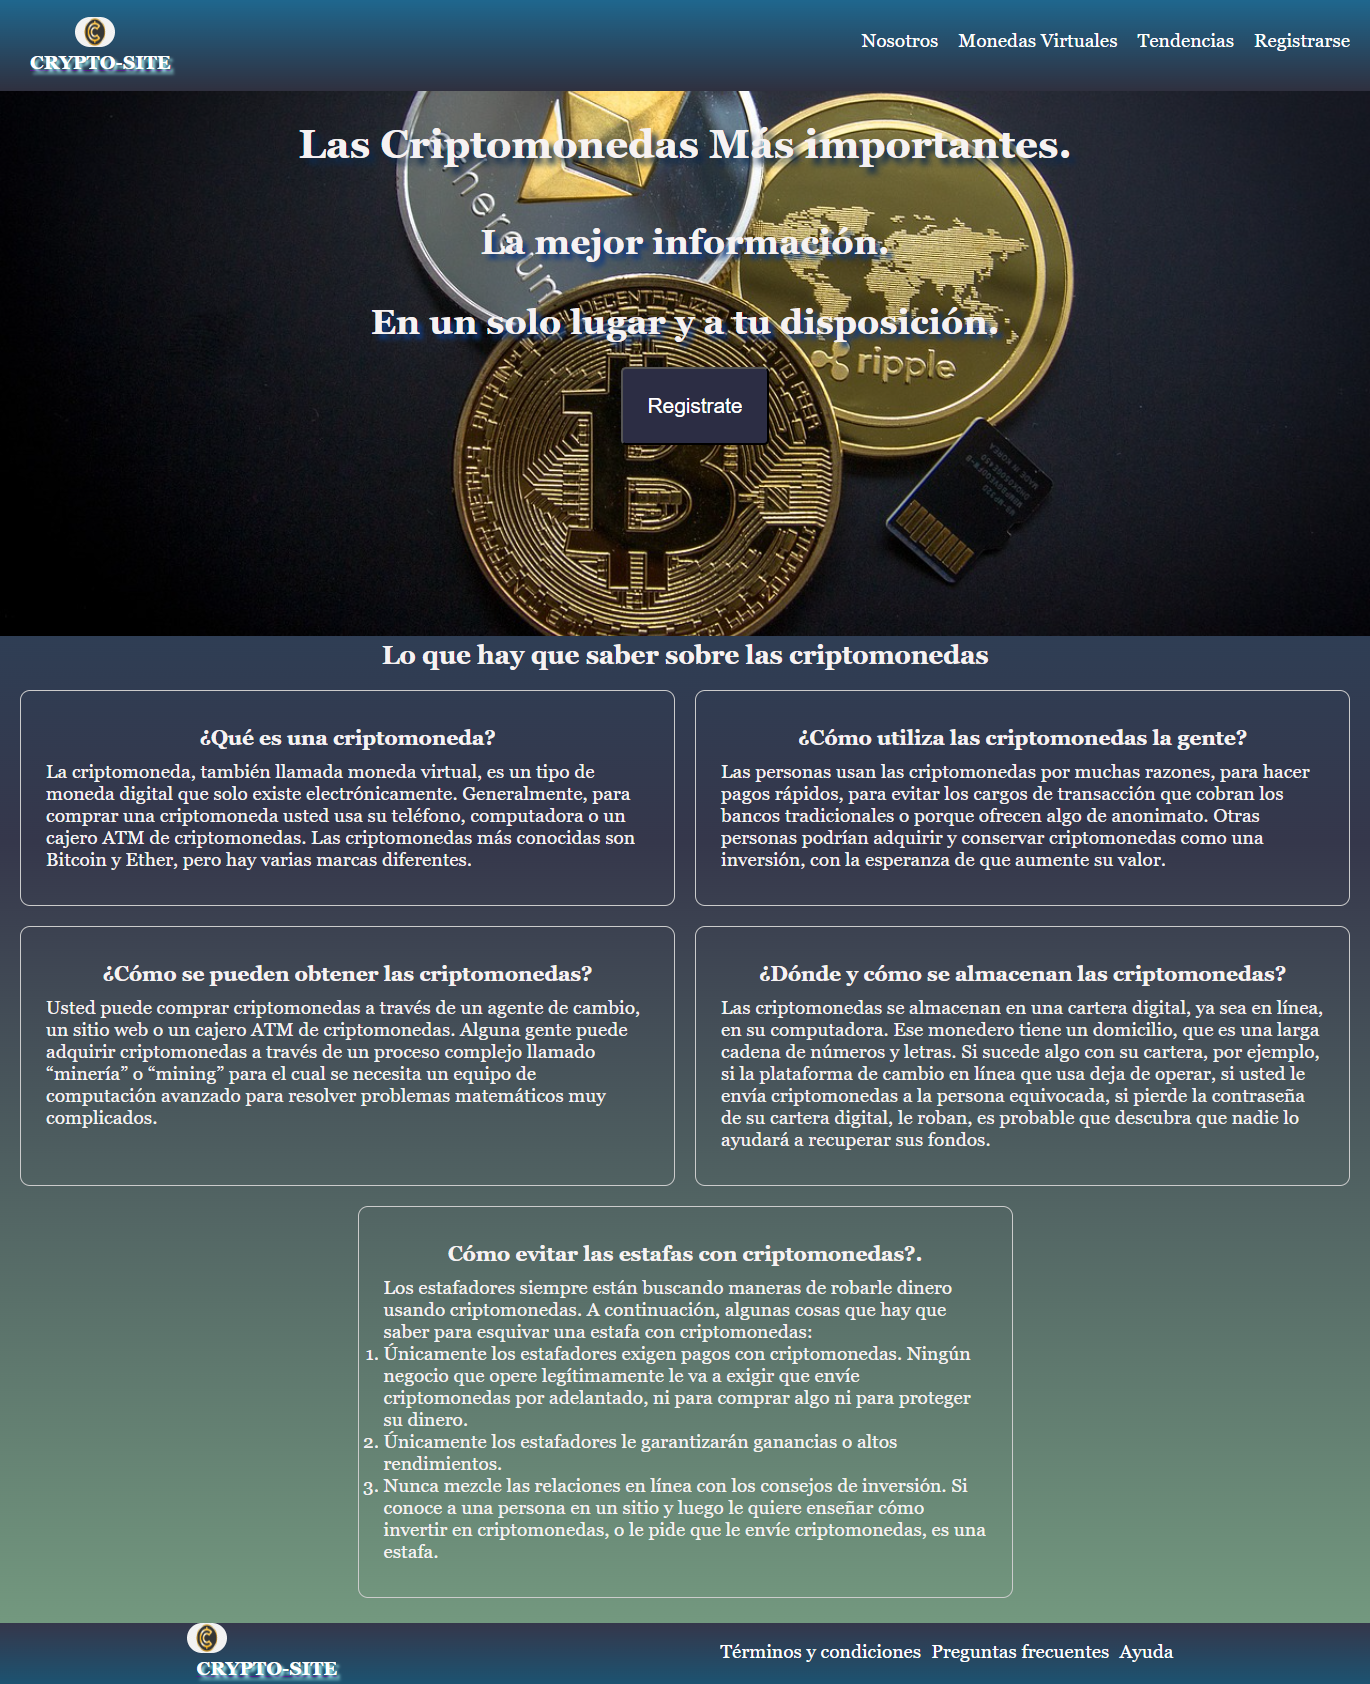 CRYPTO-SITE
Nosotros Monedas Virtuales Tendencias Registrarse
Las Criptomonedas Más importantes.
La mejor información.
En un solo lugar y a tu disposición.
Registrate
ethereum
DECENTRALIZED
ripple
MADE IN KOREA
Lo que hay que saber sobre las criptomonedas
¿Qué es una criptomoneda?
La criptomoneda, también llamada moneda virtual, es un tipo de
moneda digital que solo existe electrónicamente. Generalmente, para
comprar una criptomoneda usted usa su teléfono, computadora o un
cajero ATM de criptomonedas. Las criptomonedas más conocidas son
Bitcoin y Ether, pero hay varias marcas diferentes.
¿Cómo utiliza las criptomonedas la gente?
Las personas usan las criptomonedas por muchas razones, para hacer
pagos rápidos, para evitar los cargos de transacción que cobran los
bancos tradicionales o porque ofrecen algo de anonimato. Otras
personas podrían adquirir y conservar criptomonedas como una
inversión, con la esperanza de que aumente su valor.
¿Cómo se pueden obtener las criptomonedas?
Usted puede comprar criptomonedas a través de un agente de cambio,
un sitio web o un cajero ATM de criptomonedas. Alguna gente puede
adquirir criptomonedas a través de un proceso complejo llamado
“minería” o “mining” para el cual se necesita un equipo de
computación avanzado para resolver problemas matemáticos muy
complicados.
¿Dónde y cómo se almacenan las criptomonedas?
Las criptomonedas se almacenan en una cartera digital, ya sea en línea,
en su computadora. Ese monedero tiene un domicilio, que es una larga
cadena de números y letras. Si sucede algo con su cartera, por ejemplo,
si la plataforma de cambio en línea que usa deja de operar, si usted le
envía criptomonedas a la persona equivocada, si pierde la contraseña
de su cartera digital, le roban, es probable que descubra que nadie lo
ayudará a recuperar sus fondos.
Cómo evitar las estafas con criptomonedas?.
Los estafadores siempre están buscando maneras de robarle dinero
usando criptomonedas. A continuación, algunas cosas que hay que
saber para esquivar una estafa con criptomonedas:
1. Únicamente los estafadores exigen pagos con criptomonedas. Ningún
negocio que opere legítimamente le va a exigir que envíe
criptomonedas por adelantado, ni para comprar algo ni para proteger
su dinero.
2. Únicamente los estafadores le garantizarán ganancias o altos
rendimientos.
3. Nunca mezcle las relaciones en línea con los consejos de inversión. Si
conoce a una persona en un sitio y luego le quiere enseñar cómo
invertir en criptomonedas, o le pide que le envíe criptomonedas, es una
estafa.
CRYPTO-SITE
Términos y condiciones Preguntas frecuentes Ayuda